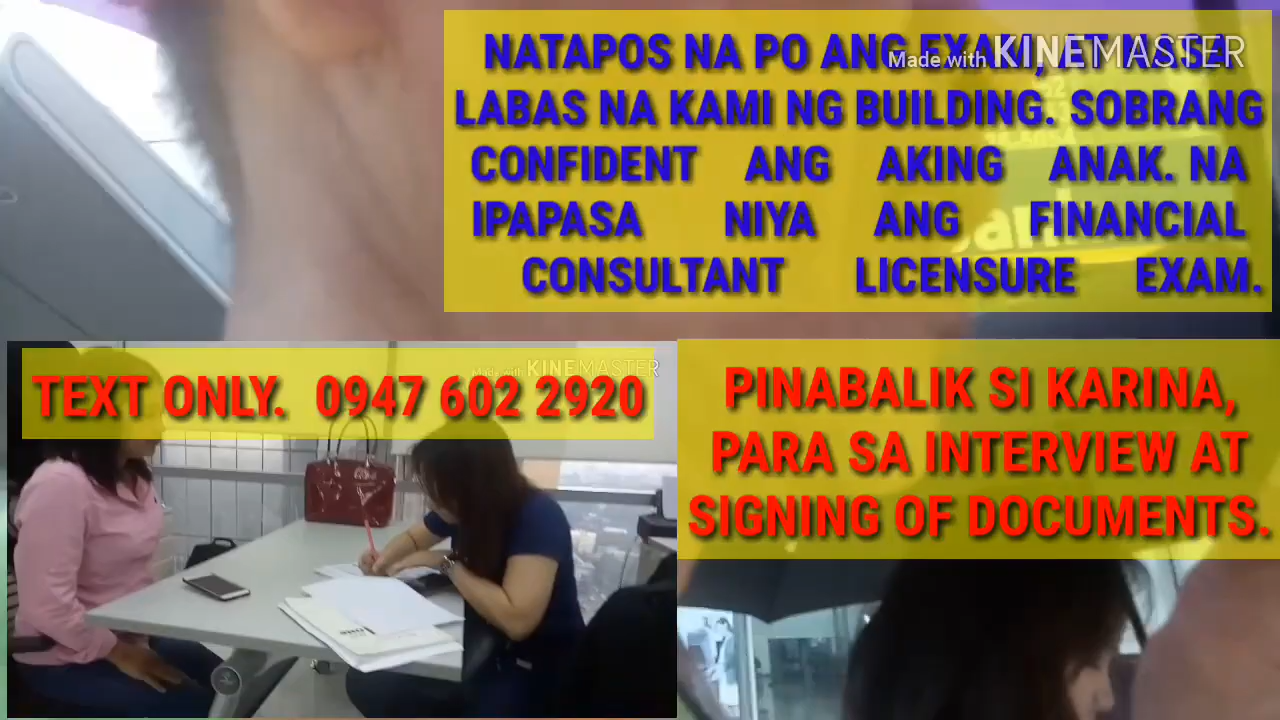 NATAPOS NA PO ANG EXAM,
Made with KINEMASTER
LABAS NA KAMI NG BUILDING. SOBRANG
CONFIDENT ANG AKING ANAK. NA
IPAPASA NIYA ANG FINANCIAL
CONSULTANT LICENSURE EXAM.
Made with KINEMASTER
TEXT ONLY. 0947 602 2920
PINABALIK SI KARINA,
PARA SA INTERVIEW AT
SIGNING OF DOCUMENTS.